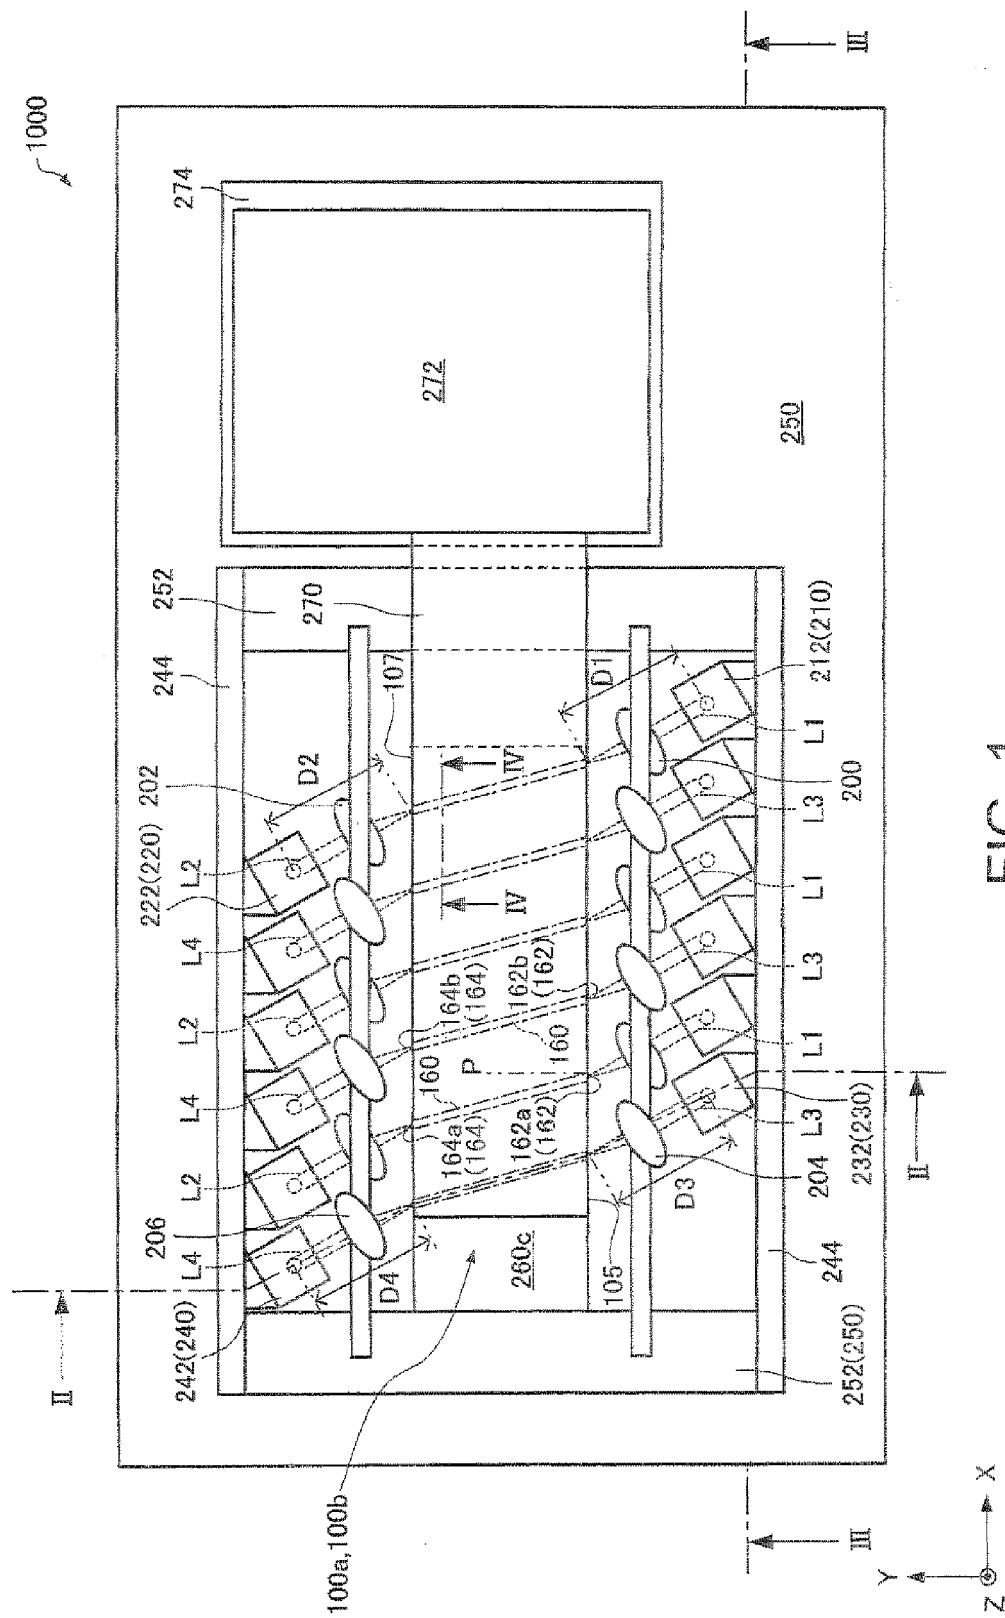 1000
III
274
272
250
244
252
270
107
D1
212(210)
L1
D2
202
222(220)
L2
IV
IV
200
L3
L4
L1
L2
164b
(164)
162b
(162)
L3
160
160
P
L1
L4
164a
(164)
162a
(162)
L3
232(230)
II
L2
204
D3
206
L4
D4
260c
105
244
242(240)
252(250)
II
100a,100b
III
X
Y
Z
FIG. 1